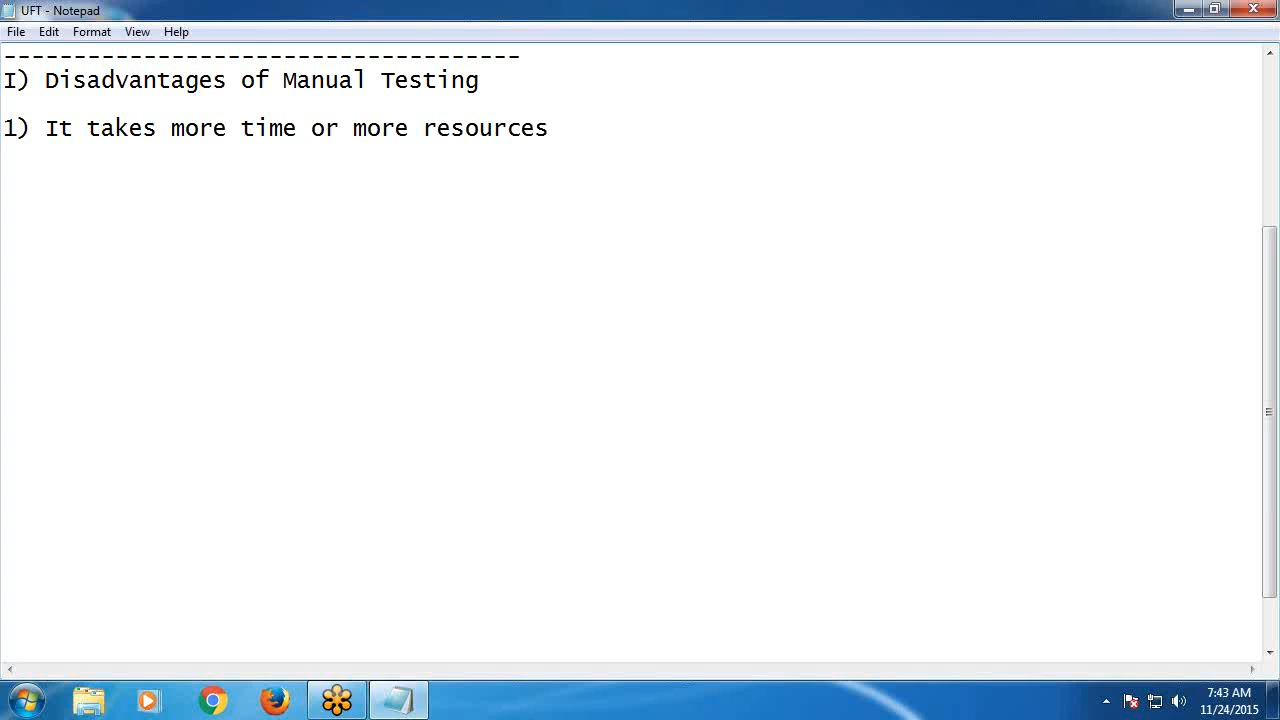 UFT - Notepad
File Edit Format View Help
-------------------------------------
I) Disadvantages of Manual Testing
1) It takes more time or more resources
7:43 AM
11/24/2015